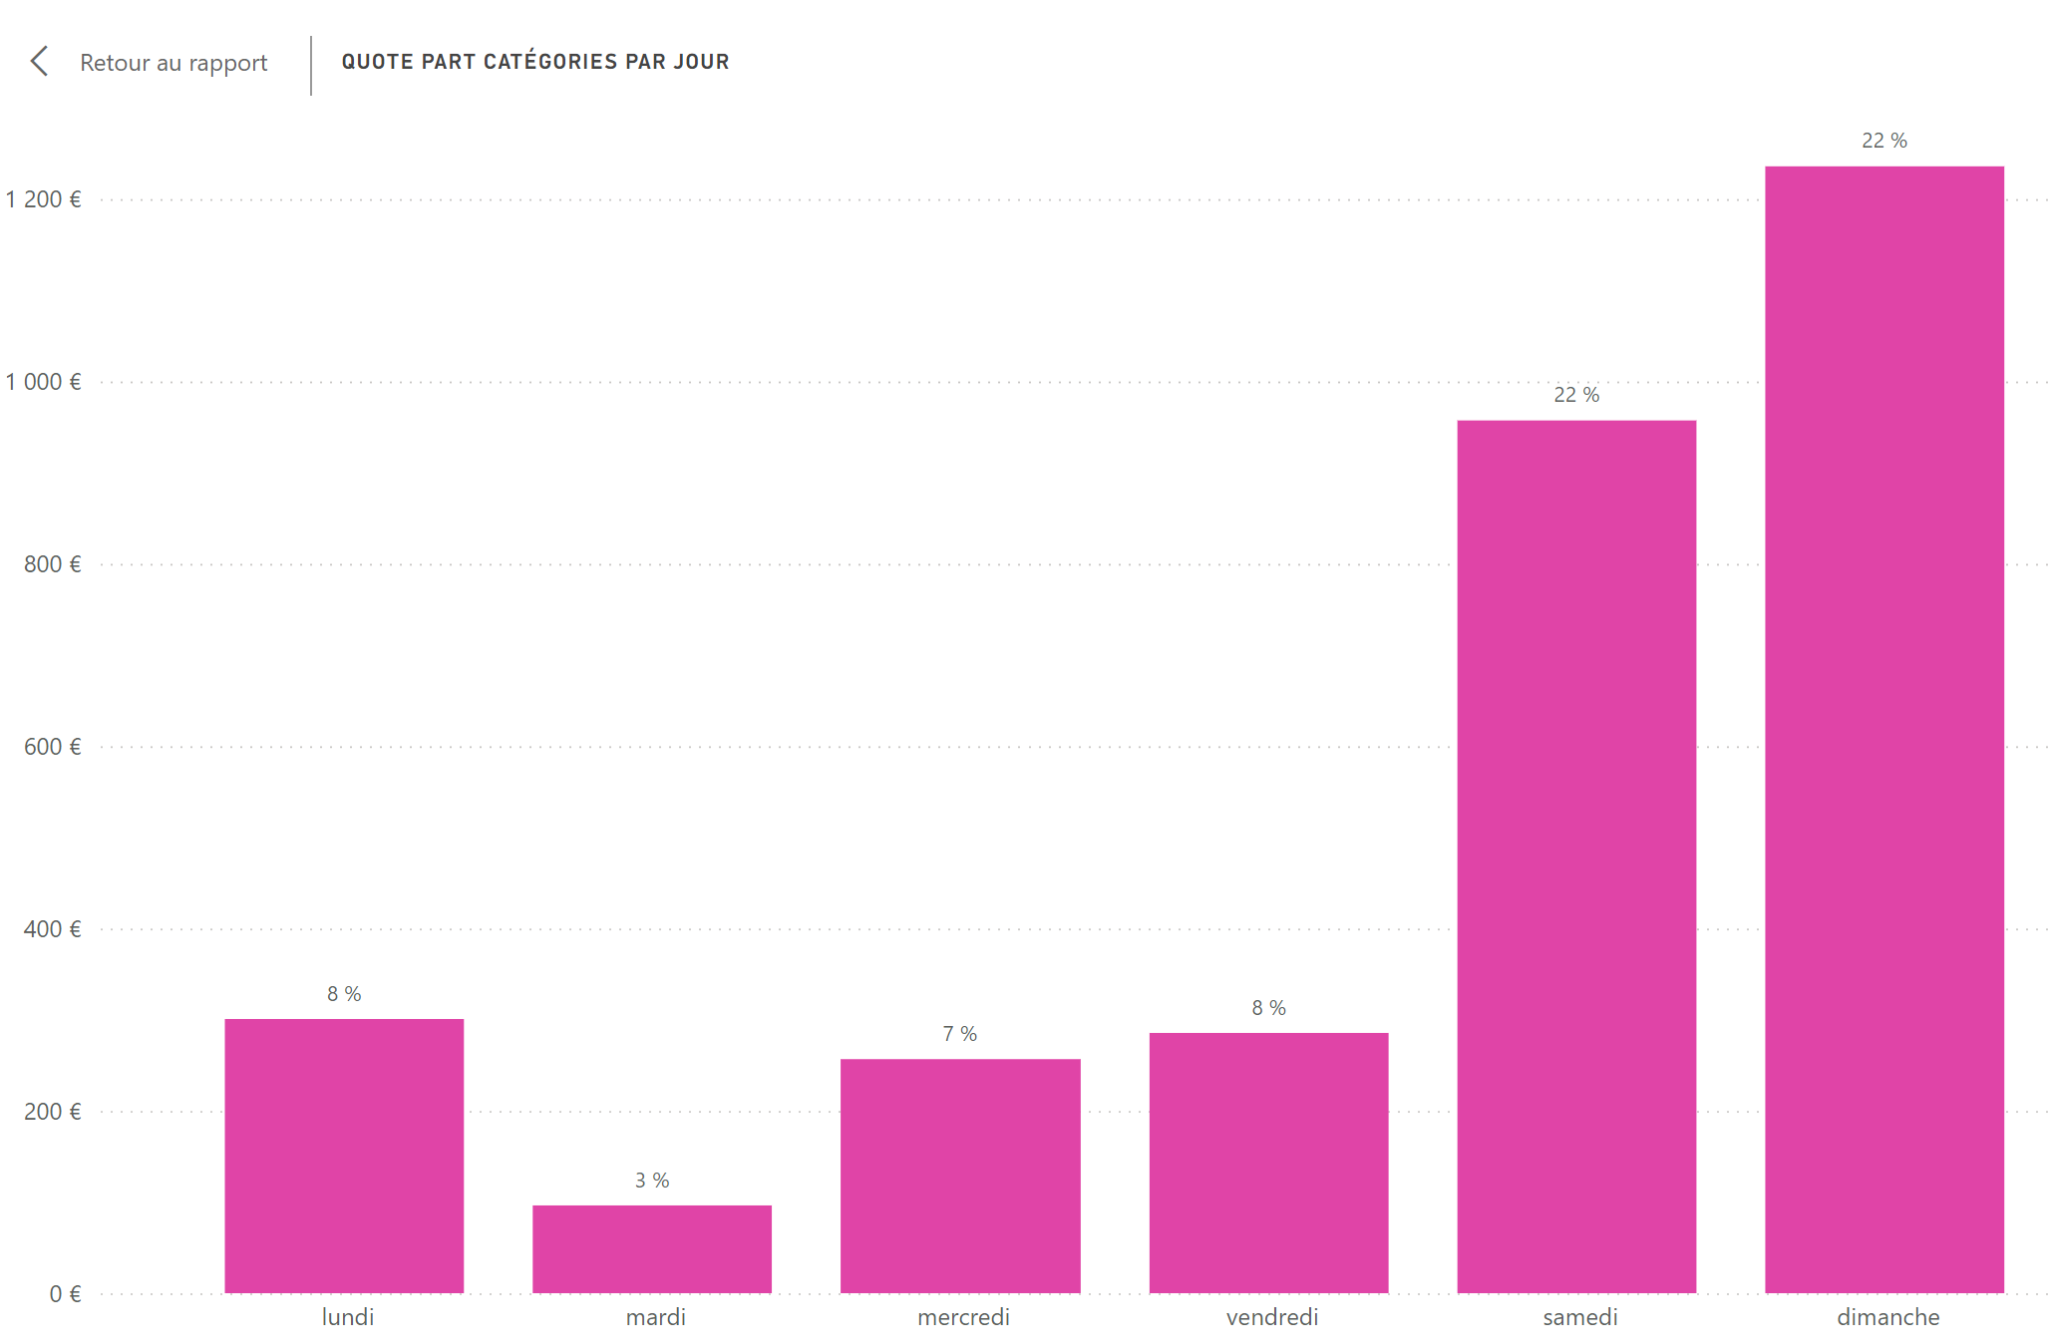 Retour au rapport
QUOTE PART CATÉGORIES PAR JOUR
22 %
1 200 €
1 000 €
22 %
800 €
600 €
400 €
8 %
8 %
7 %
200 €
3 %
0 €
lundi mardi mercredi vendredi samedi dimanche